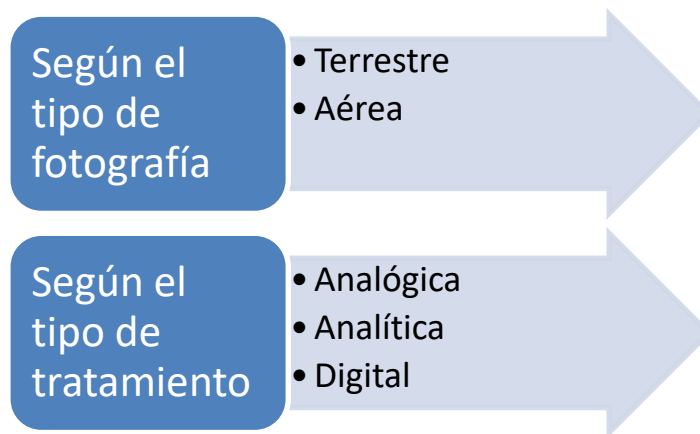 Según el
tipo de
fotografía
• Terrestre
• Aérea
Según el
tipo de
tratamiento
• Analógica
• Analítica
• Digital